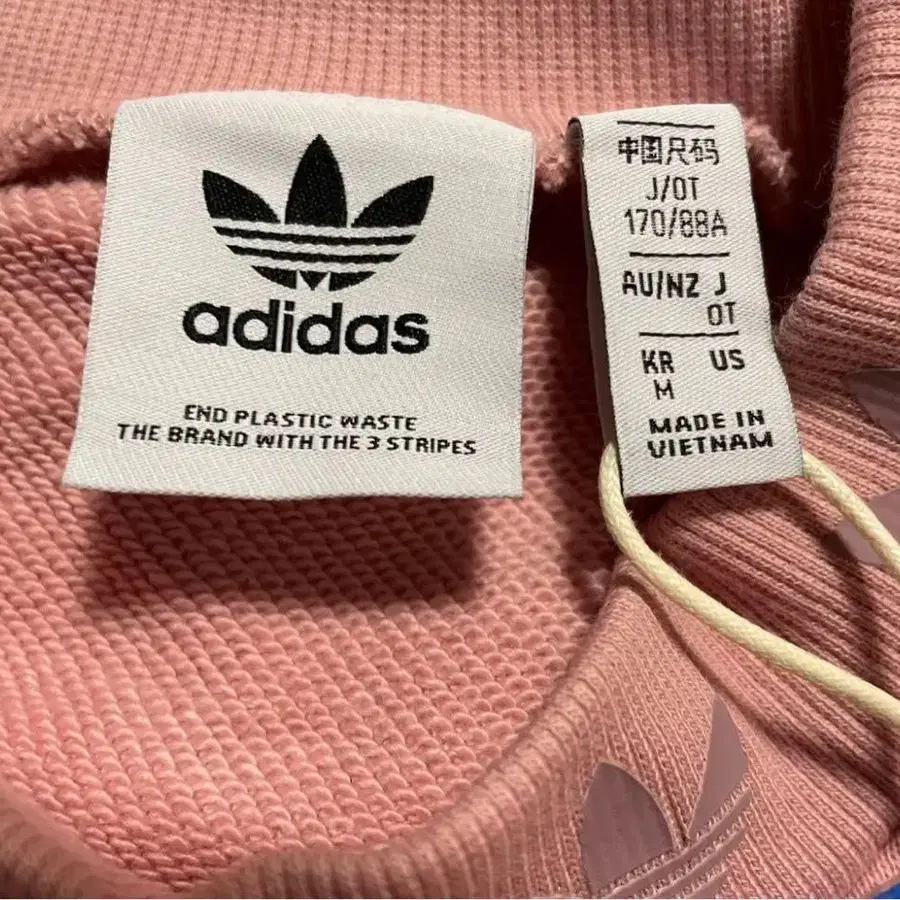 adidas
END PLASTIC WASTE
THE BRAND WITH THE 3 STRIPES
中国尺码
J/OT
170/88A
AU/NZ J
OT
KR US
M
MADE IN
VIETNAM